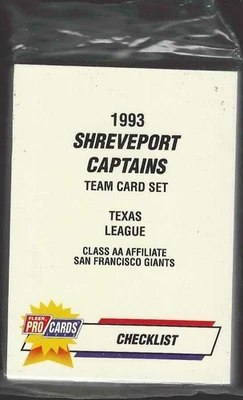 1993
SHREVEPORT
CAPTAINS
TEAM CARD SET
TEXAS
LEAGUE
CLASS AA AFFILIATE
SAN FRANCISCO GIANTS
FLEER
PRO CARDS
CHECKLIST